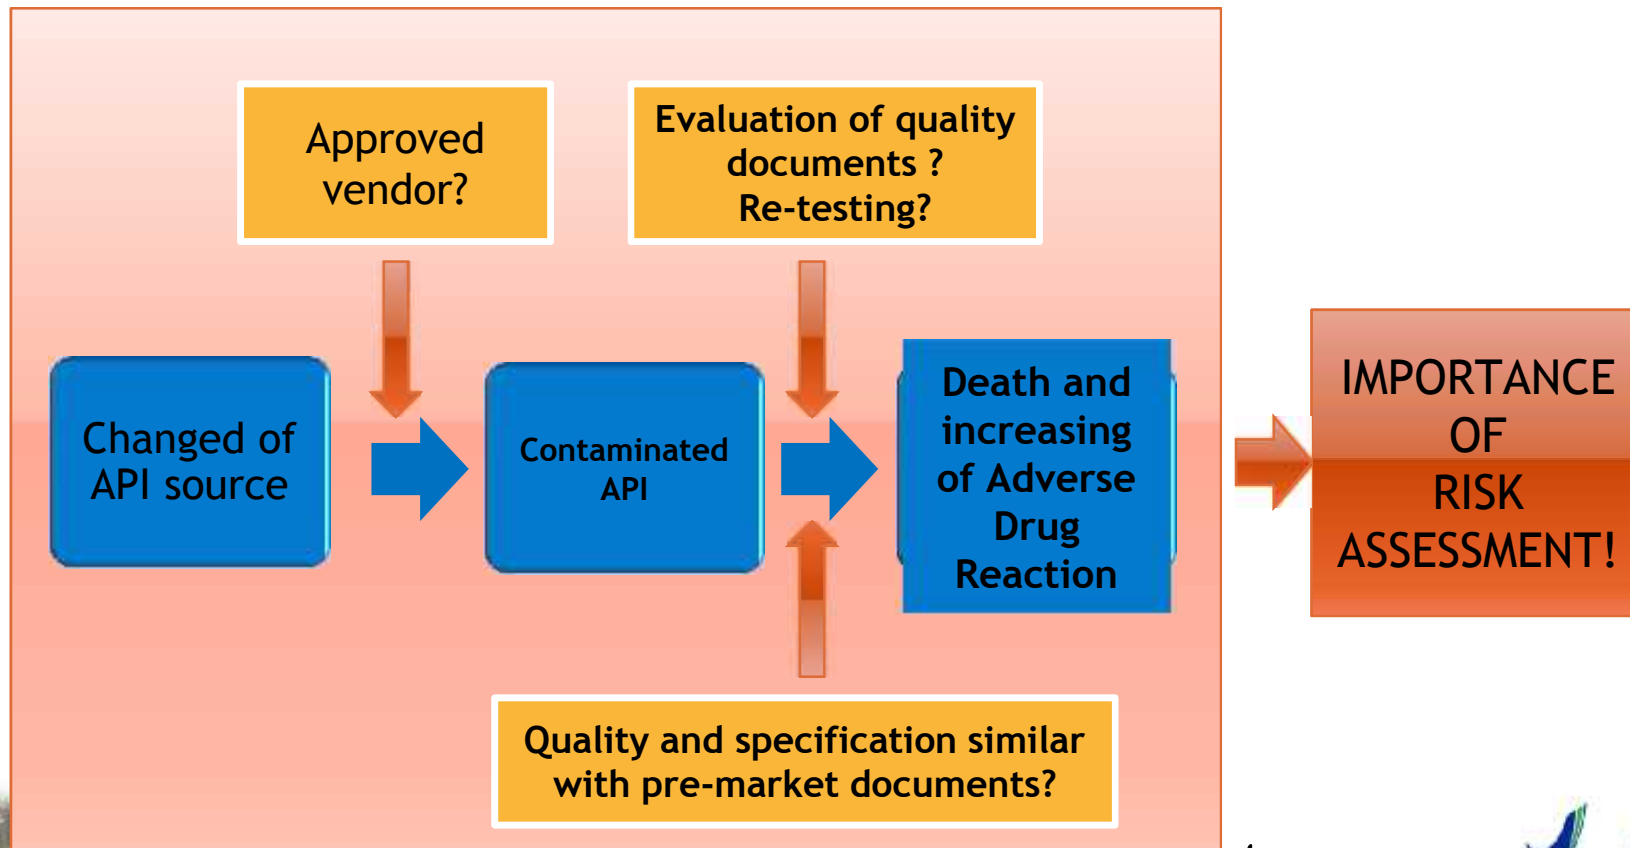 Approved
vendor?
Evaluation of quality
documents ?
Re-testing?
Changed of
API source
Contaminated
API
Death and
increasing
of Adverse
Drug
Reaction
IMPORTANCE
OF
RISK
ASSESSMENT!
Quality and specification similar
with pre-market documents?